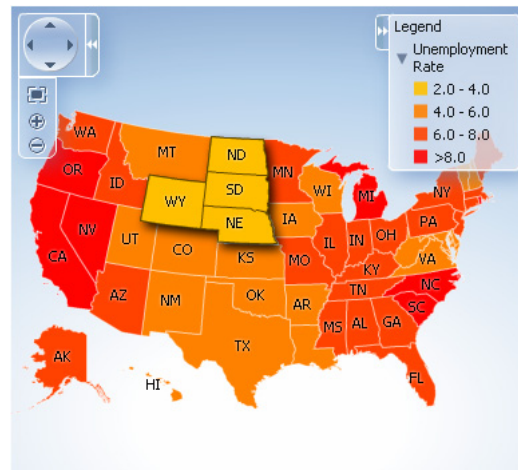 Legend
Unemployment
Rate
2.0 - 4.0
4.0 - 6.0
6.0 - 8.0
>8.0
WA
MT
ND
MN
OR
ID
SD
WI
MI
NY
WY
NE
IA
PA
NV
UT
IL
IN
OH
CA
CO
KS
MO
KY
VA
AZ
NM
OK
AR
TN
NC
SC
TX
MS
AL
GA
AK
HI
FL